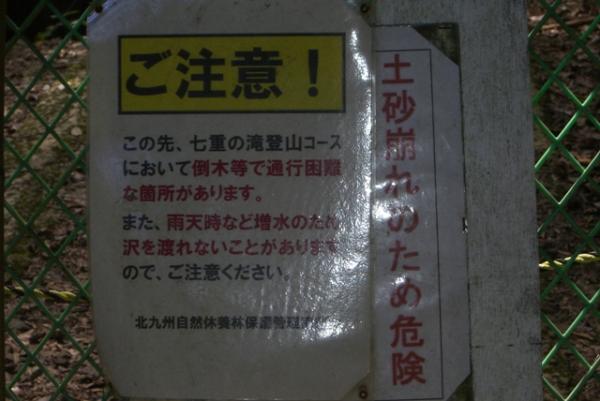 ご注意！
この先、七重の滝登山コース
において倒木等で通行困難
な箇所があります。
また、雨天時など増水のため
沢を渡れないことがあります
ので、ご注意ください。
北九州自然休養林保護管理
土砂崩れのため危険